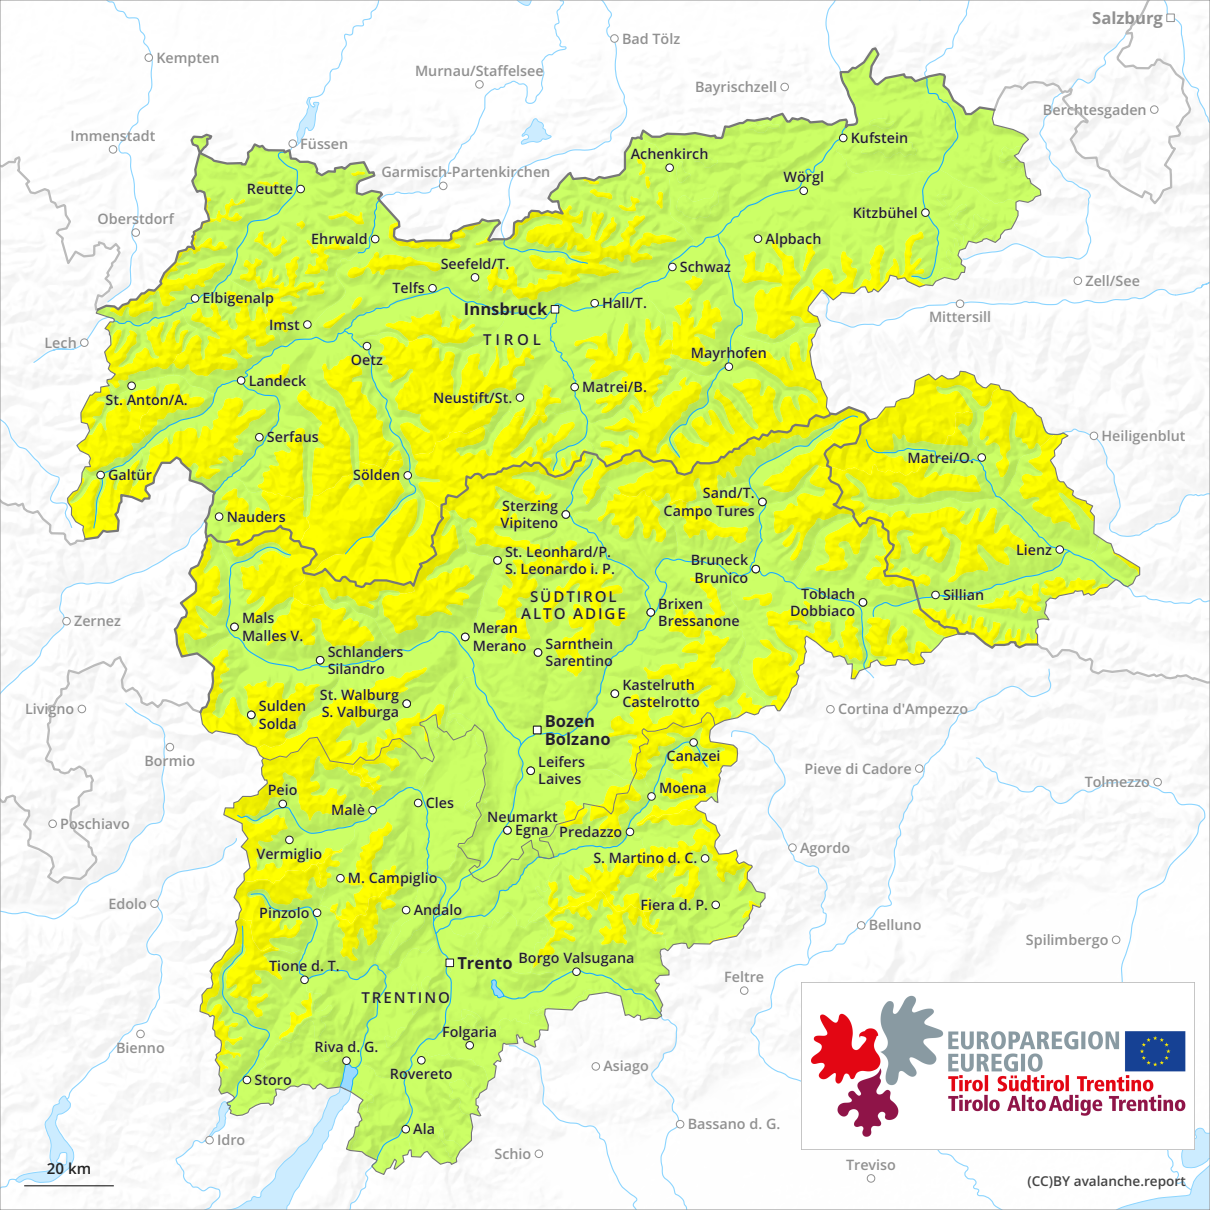 Salzburg
Bad Tölz
Kempten
Murnau/Staffelsee
Bayrischzell
Berchtesgaden
Immenstadt
Füssen
Kufstein
Achenkirch
Garmisch-Partenkirchen
Wörgl
Reutte
Oberstdorf
Kitzbühel
Ehrwald
Alpbach
Seefeld/T.
Schwaz
Zell/See
Telfs
Elbigenalp
Hall/T.
Innsbruck
Mittersill
Imst
TIROL
Lech
Oetz
Mayrhofen
Landeck
Matrei/B.
St. Anton/A.
Neustift/St.
Serfaus
Heiligenblut
Matrei/O.
Galtür
Sölden
Sand/T.
Campo Tures
Sterzing
Vipiteno
Nauders
Lienz
St. Leonhard/P.
S. Leonardo i. P.
Bruneck
Brunico
SÜDTIROL
ALTO ADIGE
Toblach
Dobbiaco
Sillian
Brixen
Bressanone
Zernez
Mals
Malles V.
Meran
Merano
Sarnthein
Sarentino
Schlanders
Silandro
Kastelruth
Castelrotto
St. Walburg
S. Valburga
Livigno
Sulden
Solda
Cortina d'Ampezzo
Bozen
Bolzano
Bormio
Canazei
Leifers
Laives
Pieve di Cadore
Tolmezzo
Peio
Moena
Malè
Cles
Neumarkt
Egna
Poschiavo
Predazzo
Vermiglio
Agordo
S. Martino d. C.
M. Campiglio
Edolo
Pinzolo
Andalo
Fiera d. P.
Belluno
Spilimbergo
Trento
Borgo Valsugana
Tione d. T.
Feltre
TRENTINO
Folgaria
Bienno
Riva d. G.
EUROPAREGION
EUREGIO
Tirol Südtirol Trentino
Tirolo Alto Adige Trentino
Rovereto
Asiago
Storo
Ala
Bassano d. G.
Idro
Schio
Treviso
20 km
(CC)BY avalanche.report